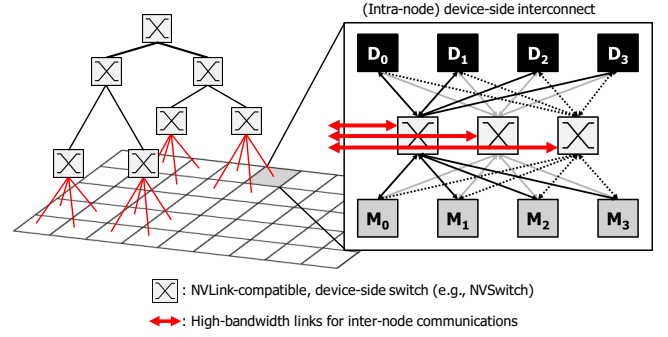 (Intra-node) device-side interconnect
D0 D1 D2 D3
M0 M1 M2 M3
: NVLink-compatible, device-side switch (e.g., NVSwitch)
: High-bandwidth links for inter-node communications